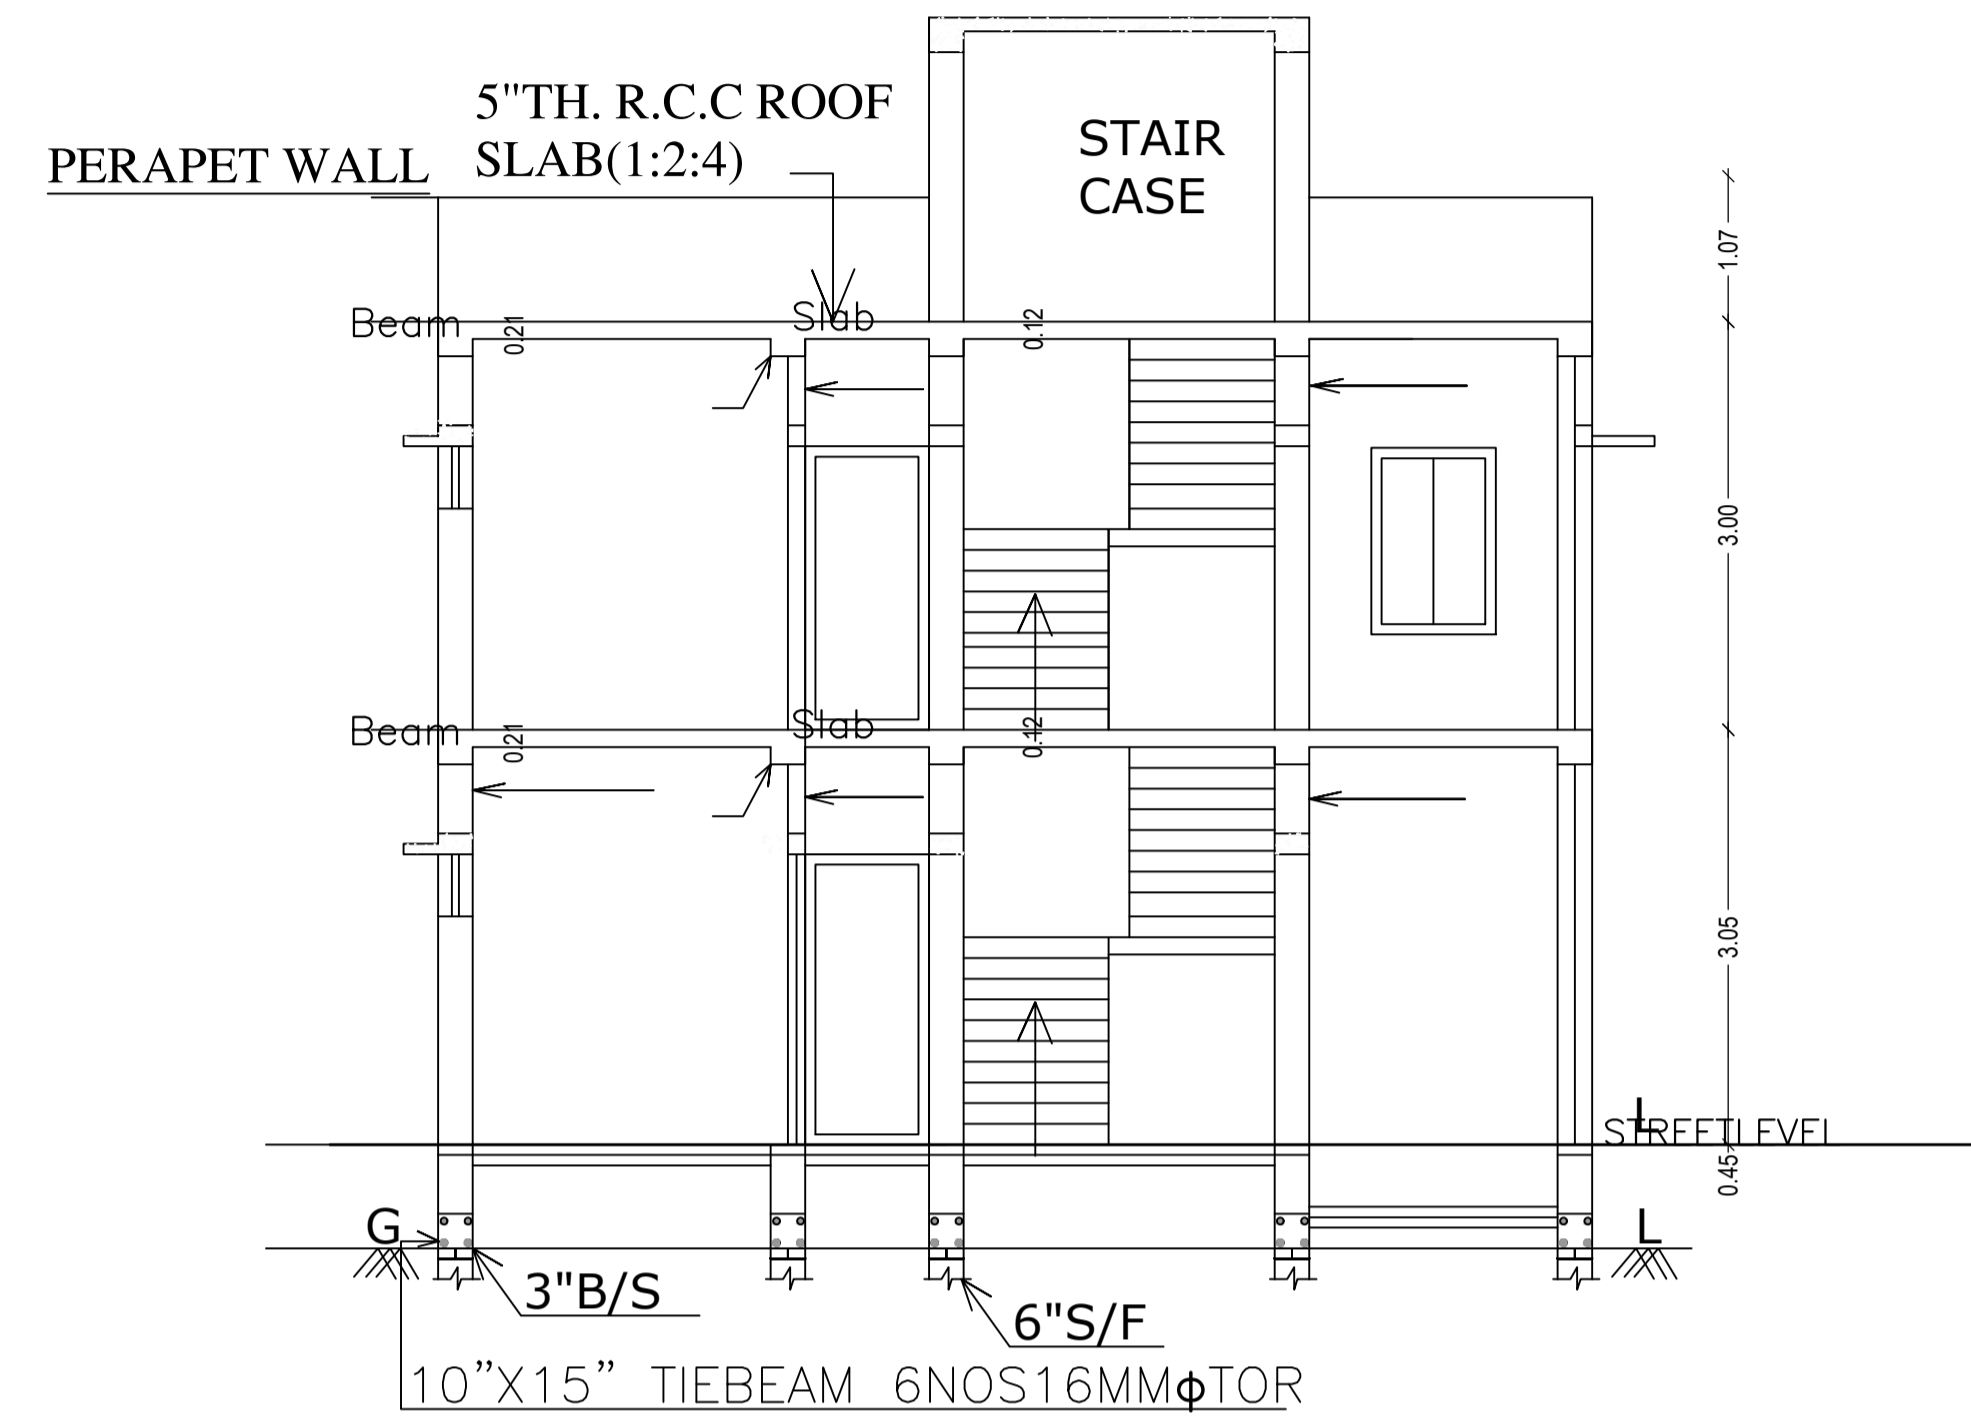 5"TH. R.C.C ROOF
SLAB(1:2:4)
PERAPET WALL
STAIR
CASE
1.07
Beam
0.21
Slab
0.12
3.00
Beam
0.21
Slab
0.12
3.05
L
STREETLEVEL
0.45
G
L
3"B/S
6"S/F
10”X15” TIEBEAM 6NOS16MMϕTOR